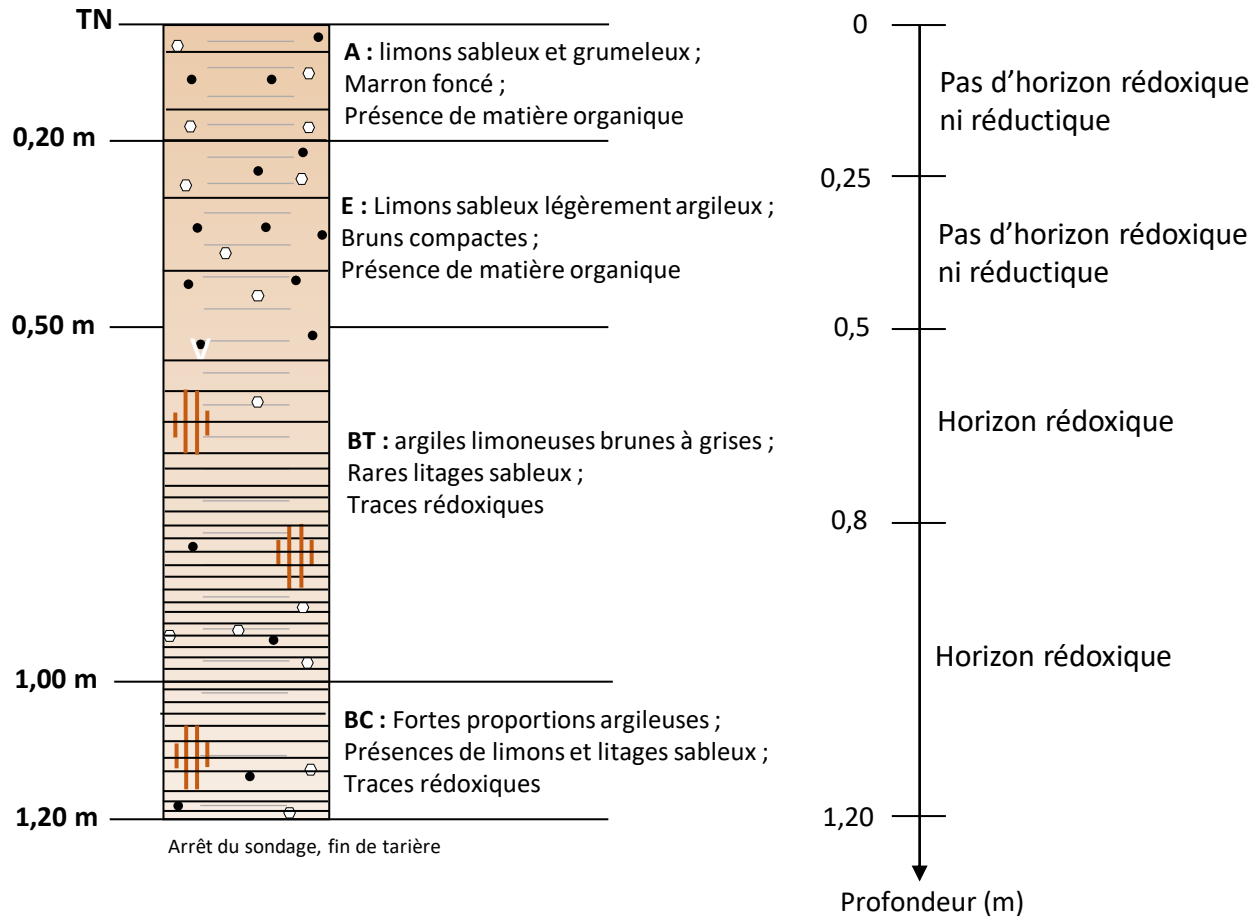 TN
A : limons sableux et grumeleux ;
Marron foncé ;
Présence de matière organique
0,20 m
E : Limons sableux légèrement argileux ;
Bruns compactes ;
Présence de matière organique
0,50 m
BT : argiles limoneuses brunes à grises ;
Rares litages sableux ;
Traces rédoxiques
1,00 m
BC : Fortes proportions argileuses ;
Présences de limons et litages sableux ;
Traces rédoxiques
1,20 m
Arrêt du sondage, fin de tarière
0
Pas d’horizon rédoxique
ni réductique
0,25
Pas d’horizon rédoxique
ni réductique
0,5
Horizon rédoxique
0,8
Horizon rédoxique
1,20
Profondeur (m)